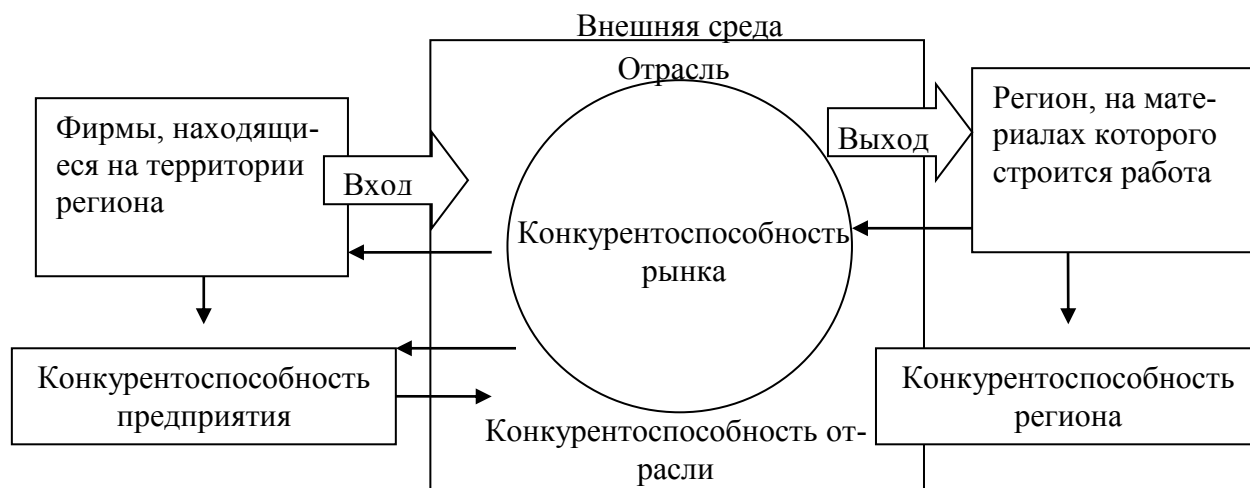 Внешняя среда
Отрасль
Фирмы, находящи-
еся на территории
региона
Вход
Выход
Регион, на мате-
риалах которого
строится работа
Конкурентоспособность
рынка
Конкурентоспособность
предприятия
Конкурентоспособность от-
расли
Конкурентоспособность
региона